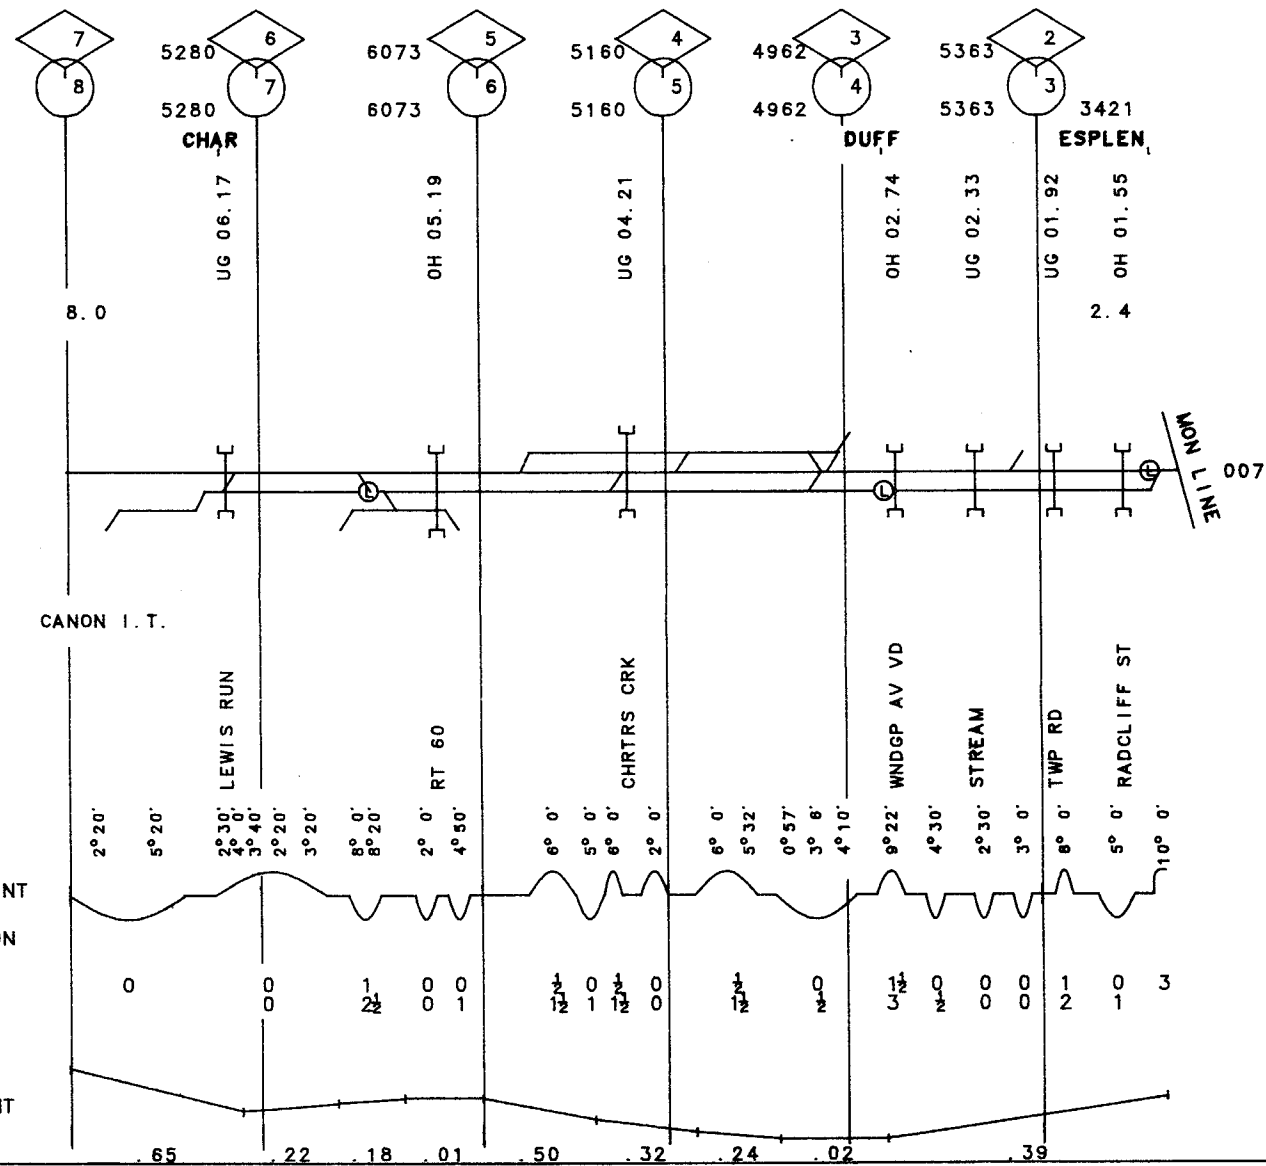 7 6 5 4 3 2
5280 6073 5160 4962 5363
8 7 6 5 4 3
5280 6073 5160 4962 5363 3421
CHAR DUFF ESPLEN
UG 06.17
OH 05.19
UG 04.21
OH 02.74
UG 02.33
UG 01.92
OH 01.55
8.0 2.4
L
L
L
MON LINE
007
CANON I.T.
LEWIS RUN
RT 60
CHRTRS CRK
WNDGP AV VD
STREAM
TWP RD
RADCLIFF ST
2°20'
5°20'
2°30'
4° 0'
3°40'
2°20'
3°20'
8° 0'
8°20'
2° 0'
4°50'
6° 0'
5° 0'
6° 0'
2° 0'
6° 0'
5°32'
0°57'
3° 6'
4°10'
9°22'
4°30'
2°30'
3° 0'
8° 0'
5° 0'
10° 0'
NT
ON
0 0 1 0 0 ½ 0 ½ 0 ½ 0 1½ 0 0 0 1 0 3
0 2½ 0 1 1½ 1 1½ 0 1½ ½ 3 ½ 0 0 2 1
NT
.65 .22 .18 .01 .50 .32 .24 .02 .39